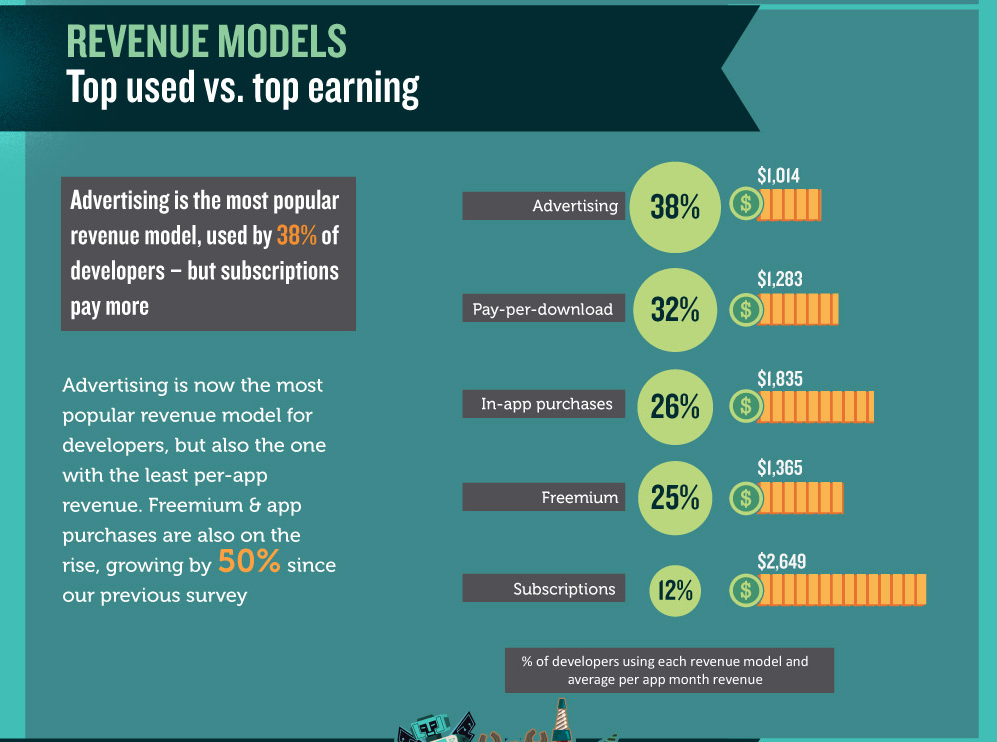 REVENUE MODELS
Top used vs. top earning
Advertising is the most popular
revenue model, used by 38% of
developers – but subscriptions
pay more
Advertising is now the most
popular revenue model for
developers, but also the one
with the least per-app
revenue. Freemium & app
purchases are also on the
rise, growing by 50% since
our previous survey
Advertising 38% $ $1,014
Pay-per-download 32% $ $1,283
In-app purchases 26% $ $1,835
Freemium 25% $ $1,365
Subscriptions 12% $ $2,649
% of developers using each revenue model and
average per app month revenue